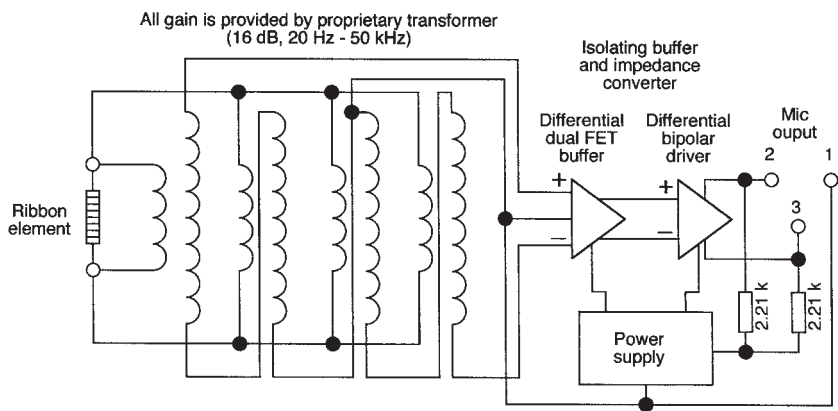 All gain is provided by proprietary transformer
(16 dB, 20 Hz - 50 kHz)
Isolating buffer
and impedance
converter
Differential
dual FET
buffer
Differential
bipolar
driver
Mic ouput
2
1
3
Ribbon
element
+
−
+
−
2.21 k
2.21 k
Power
supply